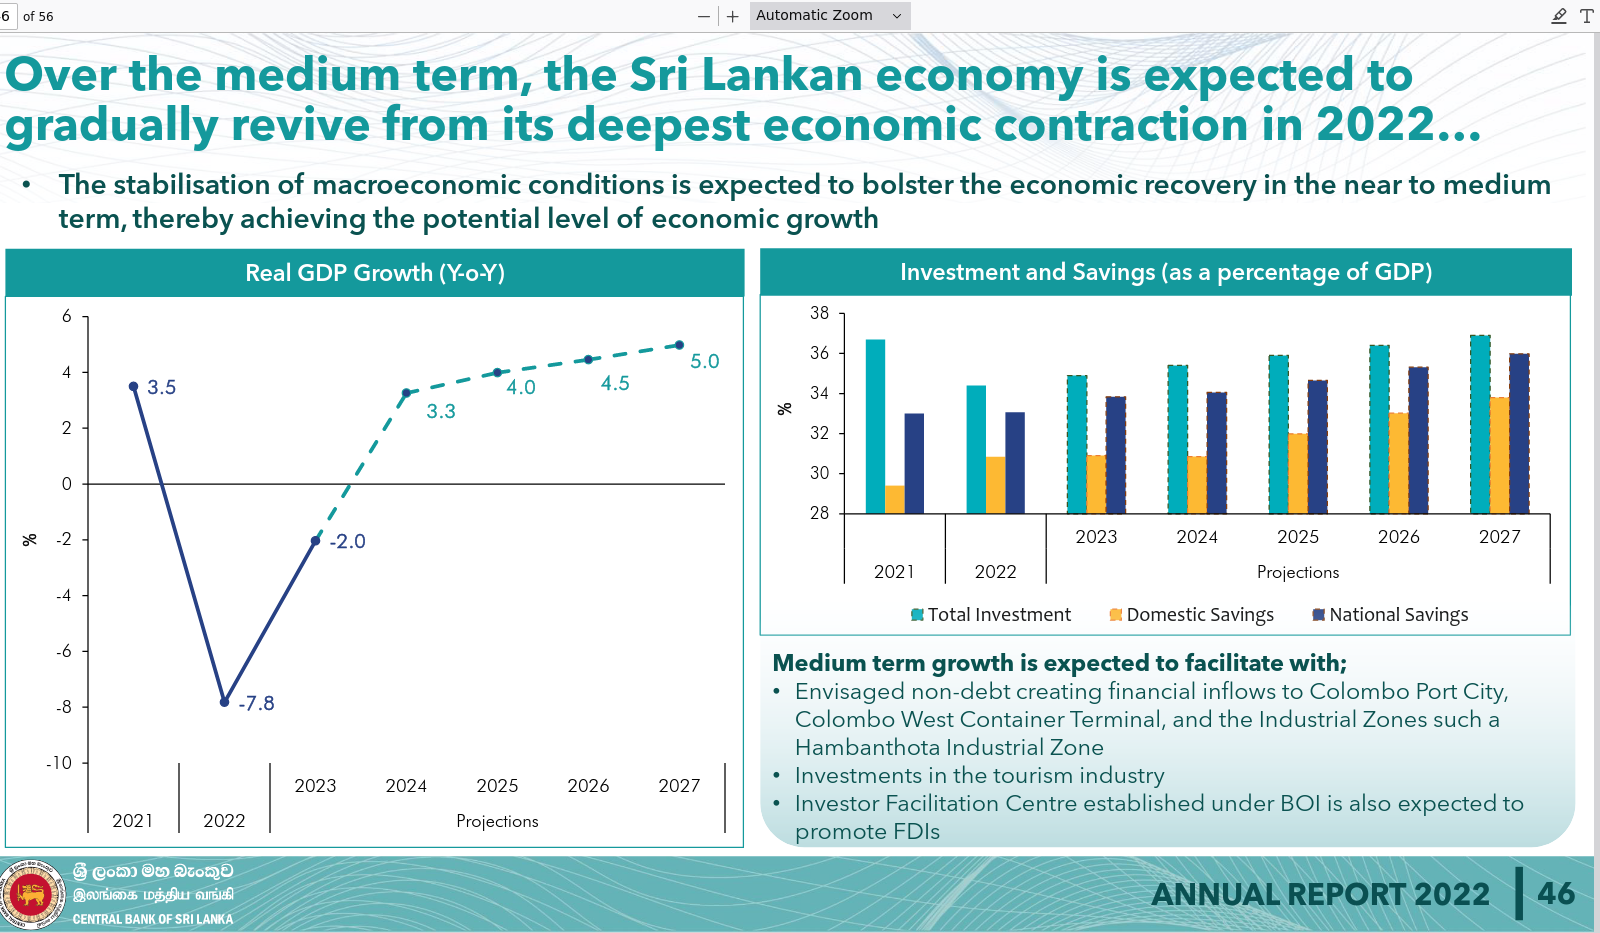 6 of 56
Automatic Zoom
Over the medium term, the Sri Lankan economy is expected to
gradually revive from its deepest economic contraction in 2022...
• The stabilisation of macroeconomic conditions is expected to bolster the economic recovery in the near to medium
term, thereby achieving the potential level of economic growth
Real GDP Growth (Y-o-Y)
6
4
2
0
-2
-4
-6
-8
-10
%
3.5
-7.8
-2.0
3.3
4.0
4.5
5.0
2023 2024 2025 2026 2027
2021 2022 Projections
Investment and Savings (as a percentage of GDP)
38
36
34
32
30
28
%
2023 2024 2025 2026 2027
2021 2022 Projections
Total Investment Domestic Savings National Savings
Medium term growth is expected to facilitate with;
• Envisaged non-debt creating financial inflows to Colombo Port City,
Colombo West Container Terminal, and the Industrial Zones such a
Hambanthota Industrial Zone
• Investments in the tourism industry
• Investor Facilitation Centre established under BOI is also expected to
promote FDIs
ශ්‍රී ලංකා මහ බැංකුව
இலங்கை மத்திய வங்கி
CENTRAL BANK OF SRI LANKA
ANNUAL REPORT 2022 46